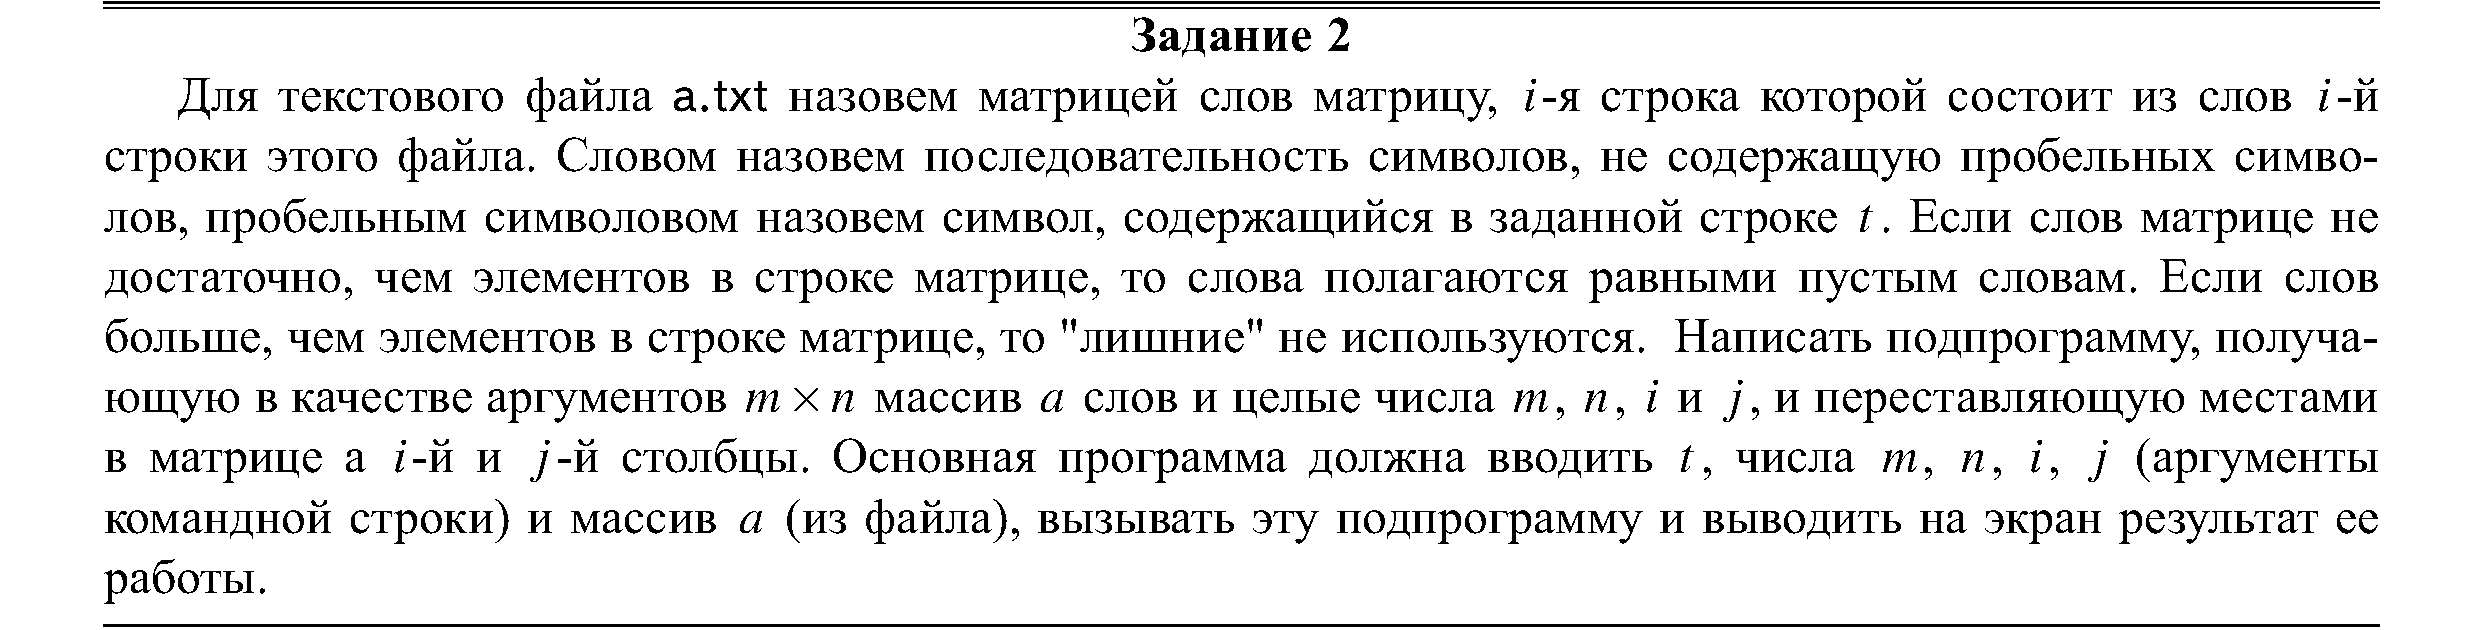 Задание 2
Для текстового файла a.txt назовем матрицей слов матрицу, i-я строка которой состоит из слов i-й
строки этого файла. Словом назовем последовательность символов, не содержащую пробельных симво-
лов, пробельным символовом назовем символ, содержащийся в заданной строке t. Если слов матрице не
достаточно, чем элементов в строке матрице, то слова полагаются равными пустым словам. Если слов
больше, чем элементов в строке матрице, то "лишние" не используются. Написать подпрограмму, получа-
ющую в качестве аргументов m × n массив a слов и целые числа m, n, i и j, и переставляющую местами
в матрице а i-й и j-й столбцы. Основная программа должна вводить t, числа m, n, i, j (аргументы
командной строки) и массив a (из файла), вызывать эту подпрограмму и выводить на экран результат ее
работы.